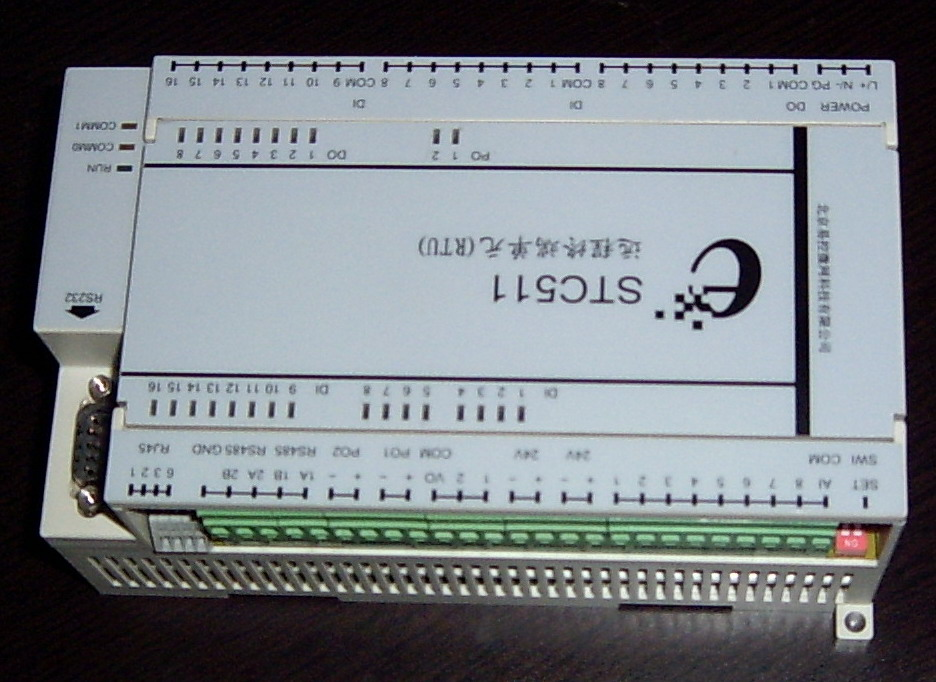 SET AI 8 7 6 5 4 3 2 1 + - + - 1 2 VO + - + - 1A 1B 2A 2B 6 3 2 1
SW1 COM 24V 24V COM PO1 PO2 RS485 RS485 GND RJ45
ON
DI 1 2 3 4 5 6 7 8 DI 9 10 11 12 13 14 15 16
STC511
远程终端单元(RTU)
RS232
北京易控微网科技有限公司
PO 1 2 DO 1 2 3 4 5 6 7 8
RUN
COMM0
COMM1
POWER DO DI DI
L/+ N/- PG COM 1 2 3 4 5 6 7 8 COM 1 2 3 4 5 6 7 8 COM 9 10 11 12 13 14 15 16